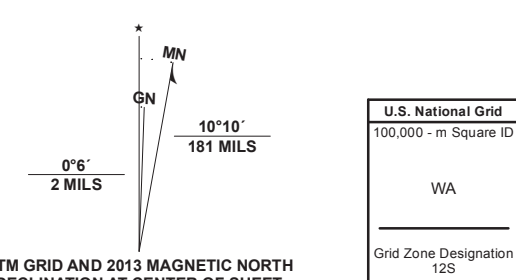 MN
GN
10°10´
181 MILS
0°6´
2 MILS
TM GRID AND 2013 MAGNETIC NORTH
DECLINATION AT CENTER OF SHEET
U.S. National Grid
100,000 - m Square ID
WA
Grid Zone Designation
12S